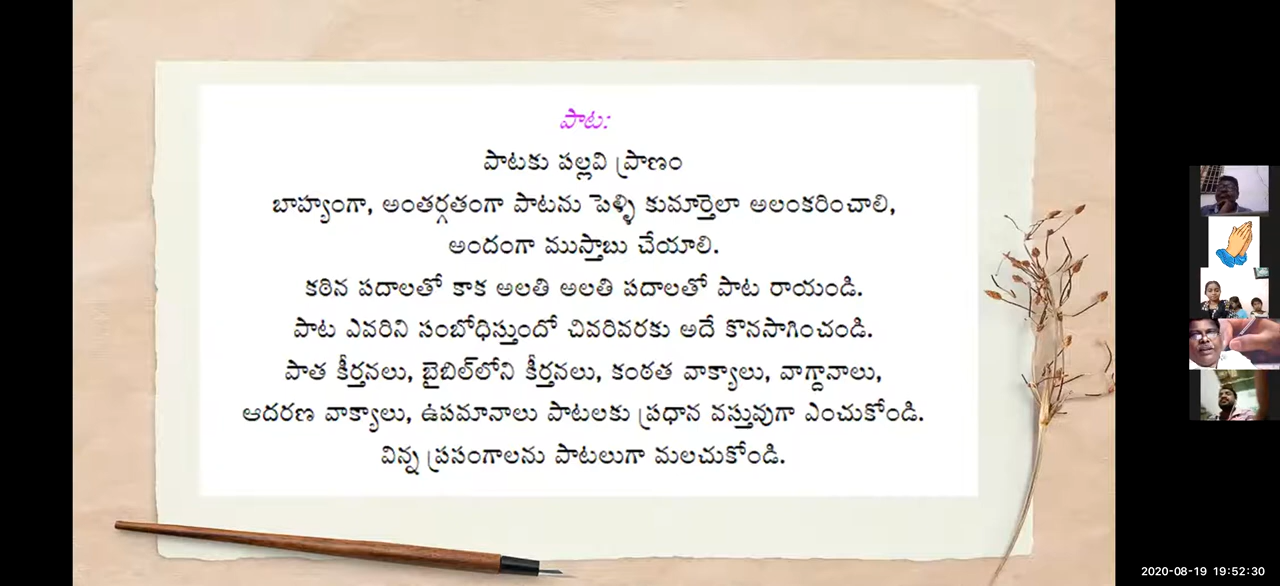 పాట:
పాటకు పల్లవి ప్రాణం
బాహ్యంగా, అంతర్గతంగా పాటను పెళ్ళి కుమార్తెలా అలంకరించాలి,
అందంగా ముస్తాబు చేయాలి.
కఠిన పదాలతో కాక అలతి అలతి పదాలతో పాట రాయండి.
పాట ఎవరిని సంబోధిస్తుందో చివరివరకు అదే కొనసాగించండి.
పాత కీర్తనలు, బైబిల్‌లోని కీర్తనలు, కంఠత వాక్యాలు, వాగ్దానాలు,
ఆదరణ వాక్యాలు, ఉపమానాలు పాటలకు ప్రధాన వస్తువుగా ఎంచుకోండి.
విన్న ప్రసంగాలను పాటలుగా మలచుకోండి.
2020-08-19 19:52:30